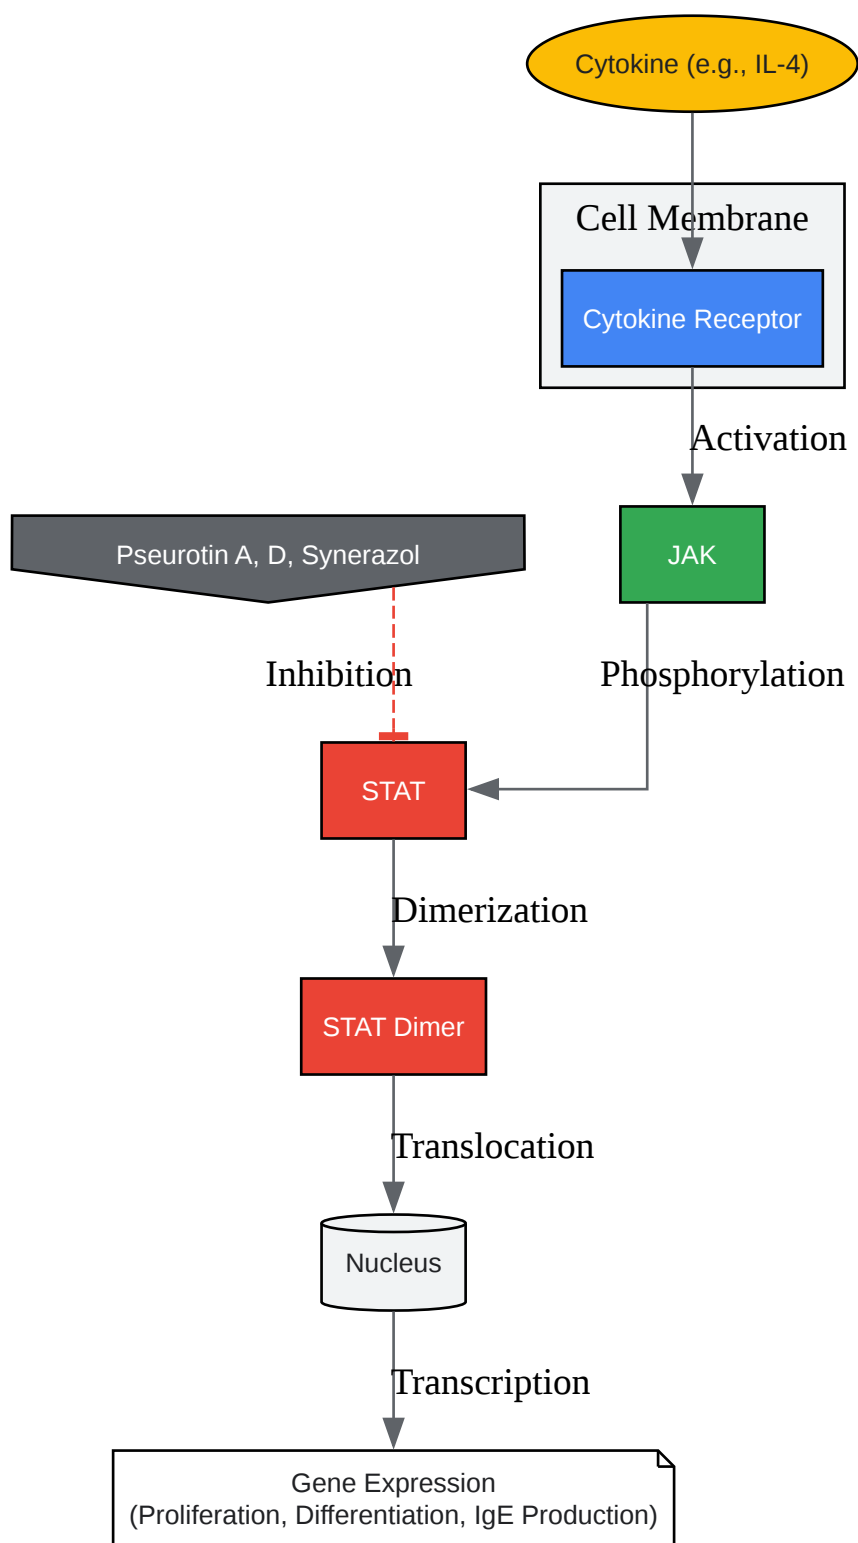 Cytokine (e.g., IL-4)
Cell Membrane
Cytokine Receptor
Activation
Pseurotin A, D, Synerazol
JAK
Inhibition
Phosphorylation
STAT
Dimerization
STAT Dimer
Translocation
Nucleus
Transcription
Gene Expression
(Proliferation, Differentiation, IgE Production)